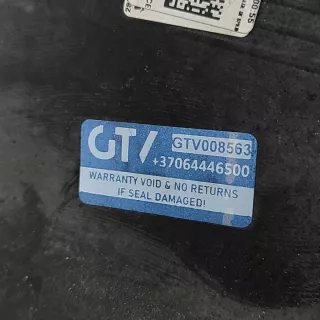 GTV
GTV008563
+37064446500
WARRANTY VOID & NO RETURNS
IF SEAL DAMAGED!